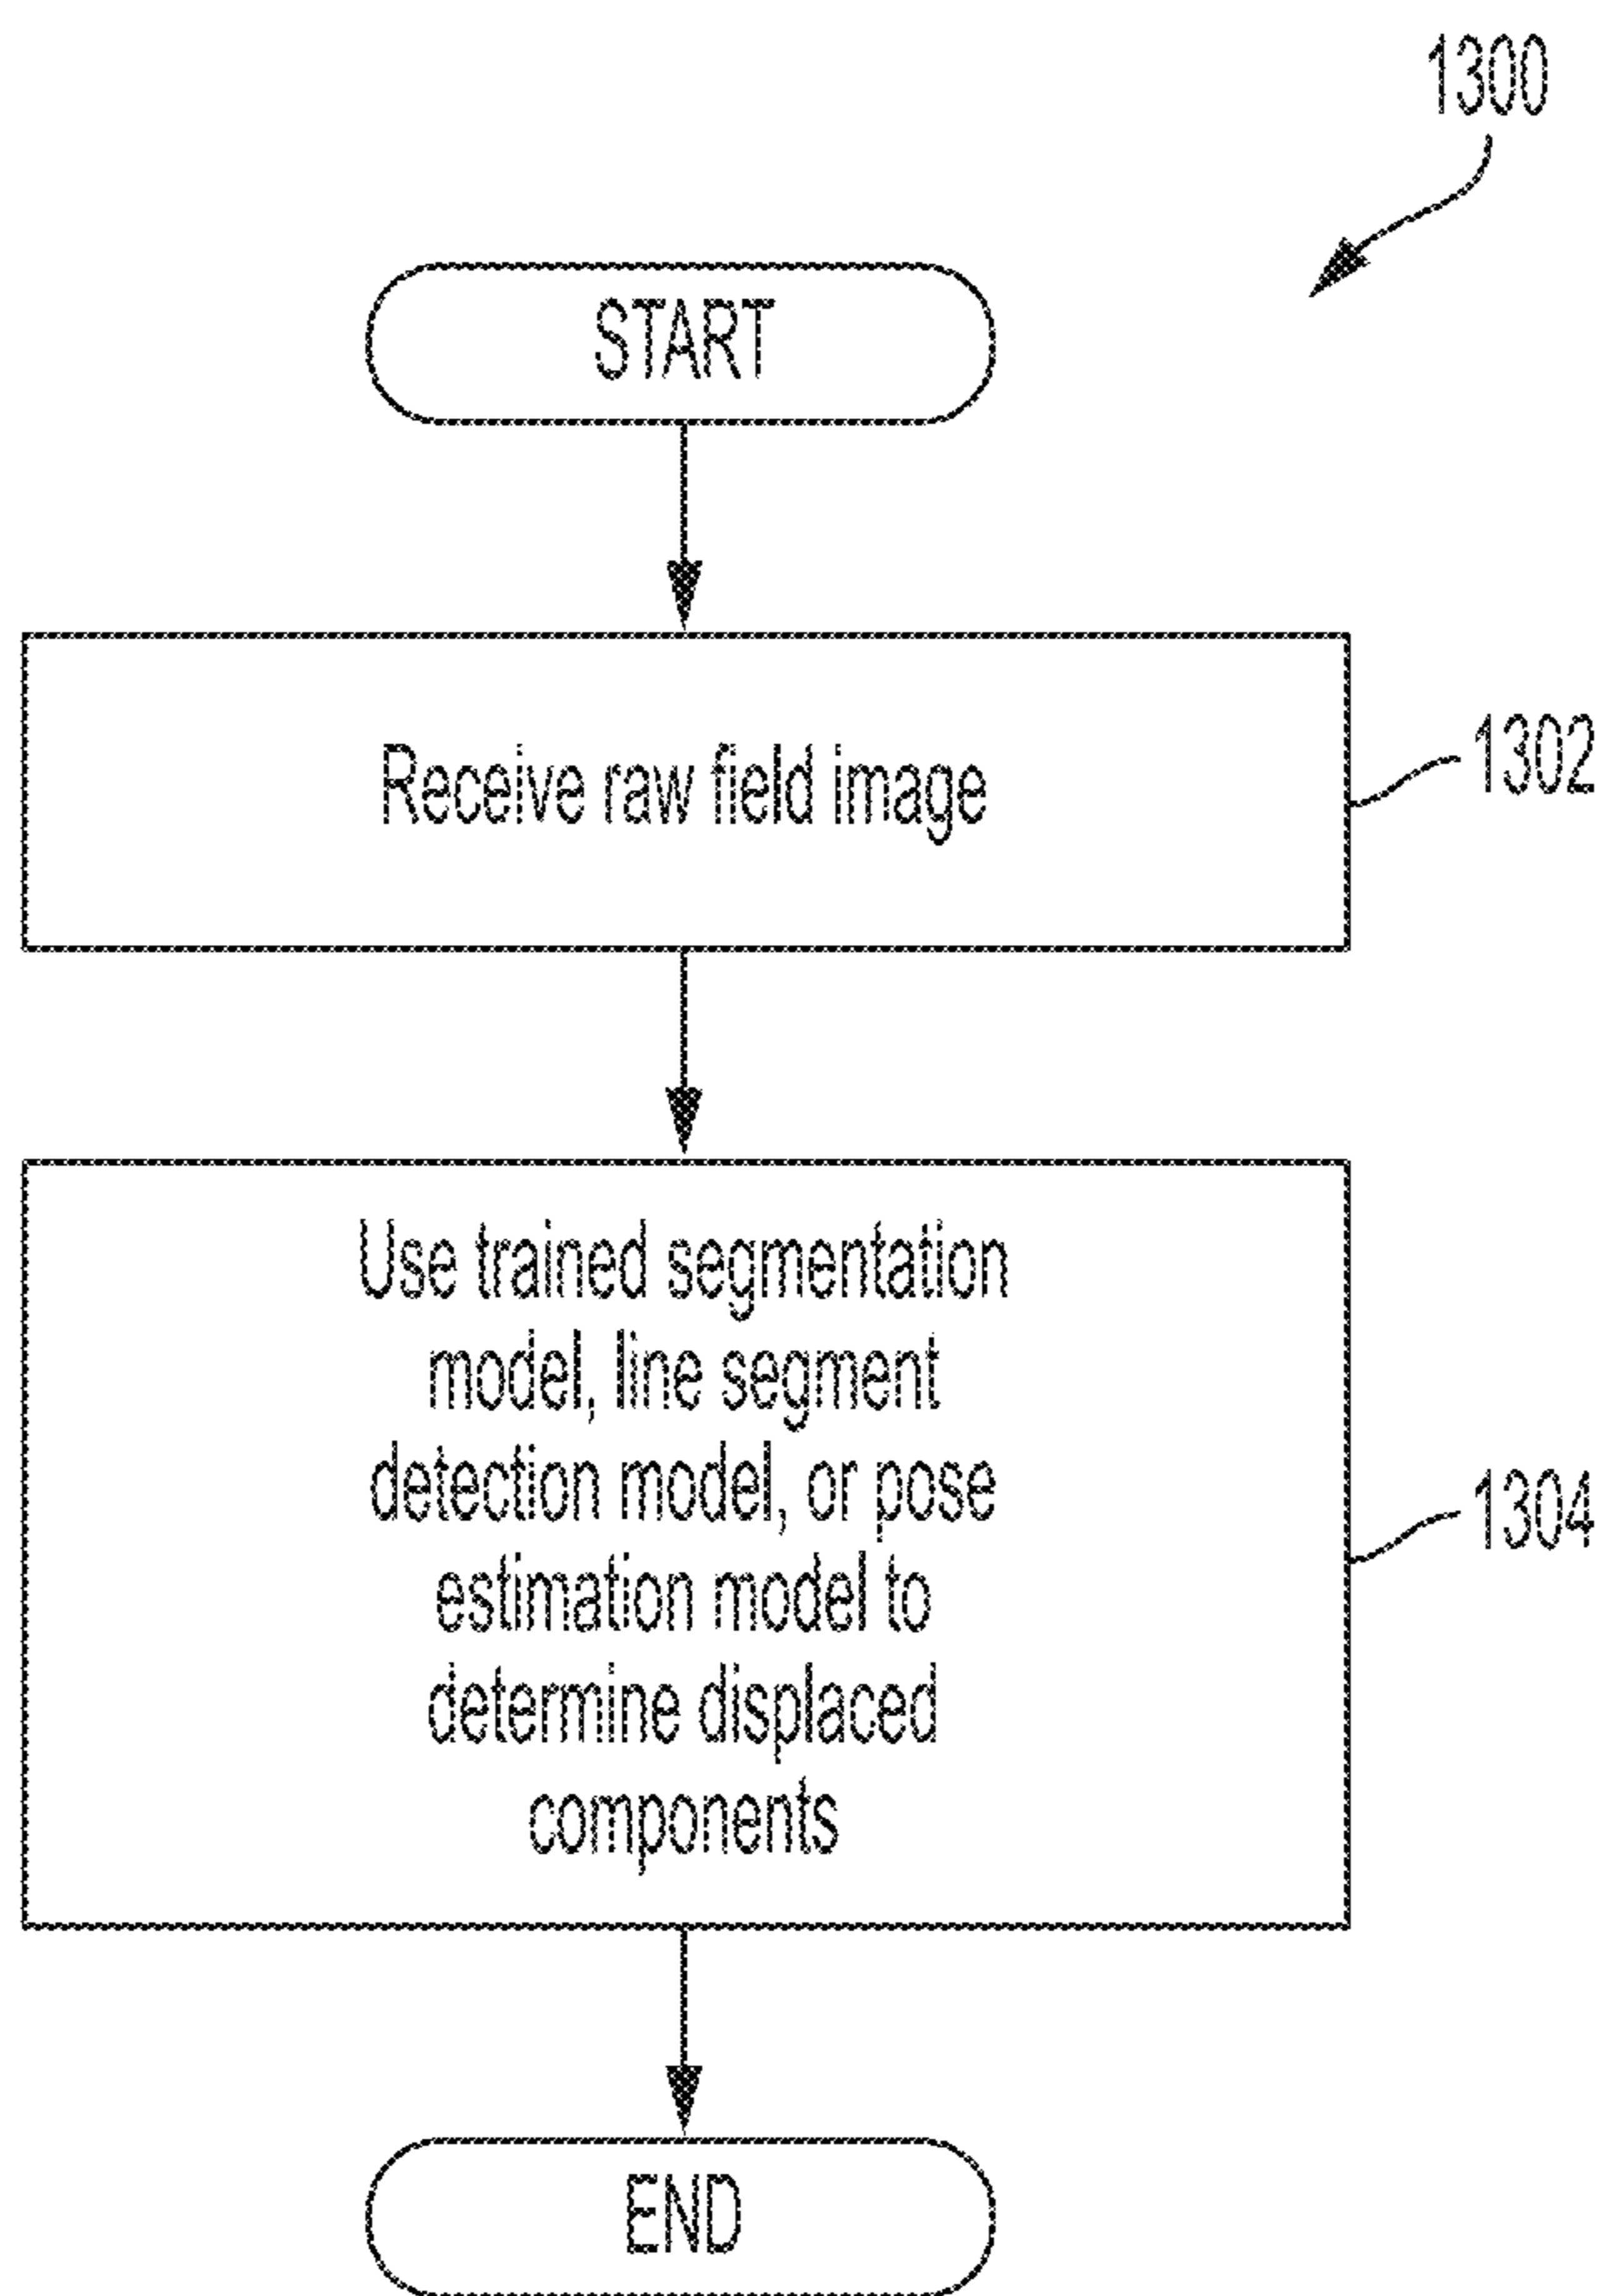 1300
START
Receive raw field image
1302
Use trained segmentation
model, line segment
detection model, or pose
estimation model to
determine displaced
components
1304
END